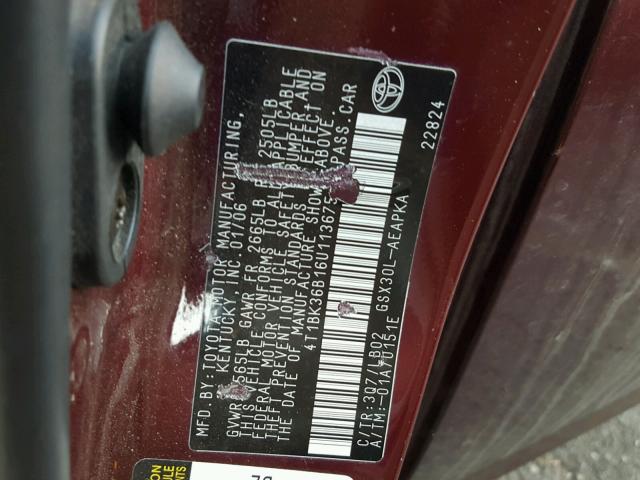 MFD.BY:TOYOTA MOTOR MANUFACTURING,
KENTUCKY INC. 01/06
GVWR 4565LB GAWR FR 2665LB RR 2505LB
THIS VEHICLE CONFORMS TO ALL APPLICABLE
FEDERAL MOTOR VEHICLE SAFETY, BUMPER, AND
THEFT PREVENTION STANDARDS IN EFFECT ON
THE DATE OF MANUFACTURE SHOWN ABOVE.
4T1BK36B16U113675 PASS. CAR
C/TR:3Q7/LB02 GSX30L-AEAPKA
A/TM:-01A/U151E
22824